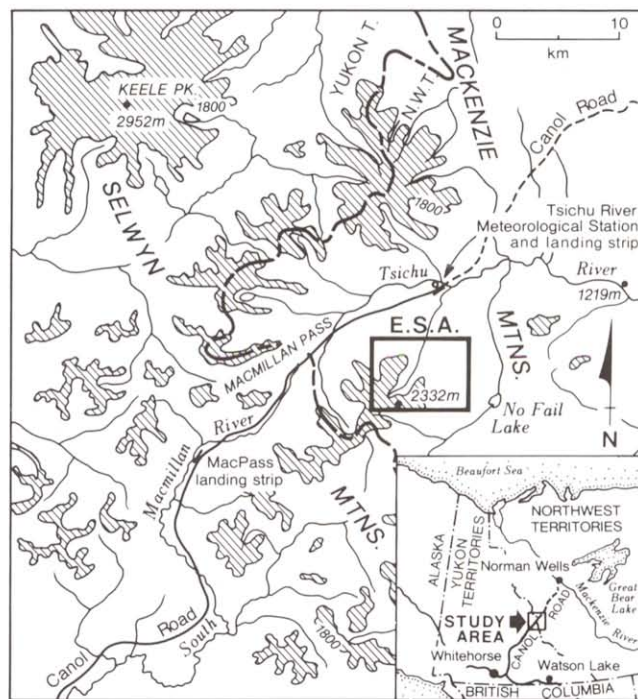 0 10
km
KEELE PK.
2952m
1800
YUKON T.
N.W.T.
MACKENZIE
Canol Road
SELWYN
1800
Tsichu River
Meteorological Station
and landing strip
Tsichu
River
1219m
E.S.A.
MACMILLAN PASS
MTNS.
2332m
No Fail
Lake
N
Macmillan
River
MacPass
landing strip
MTNS.
South
1800
Canol
Road
Beaufort Sea
NORTHWEST
TERRITORIES
ALASKA
YUKON
TERRITORIES
Norman Wells
Great
Bear
Lake
Mackenzie
River
STUDY
AREA
CANOL ROAD
Whitehorse
Watson Lake
BRITISH COLUMBIA